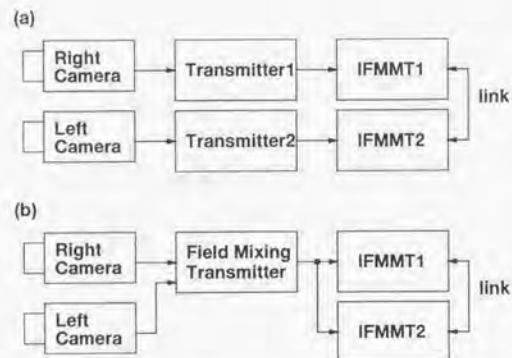 (a)
Right
Camera
Transmitter1
IFMMT1
Left
Camera
Transmitter2
IFMMT2
link
(b)
Right
Camera
Field Mixing
Transmitter
IFMMT1
Left
Camera
IFMMT2
link